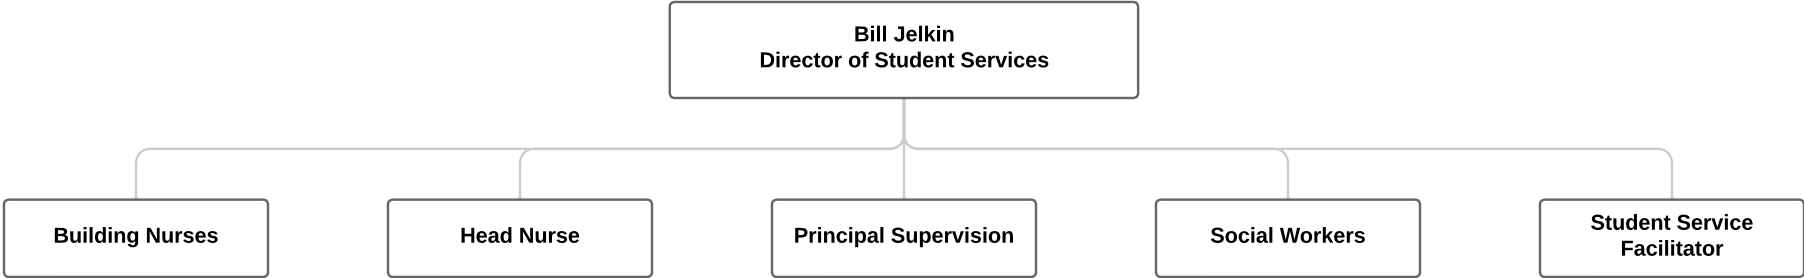 Bill Jelkin
Director of Student Services
Building Nurses
Head Nurse
Principal Supervision
Social Workers
Student Service
Facilitator